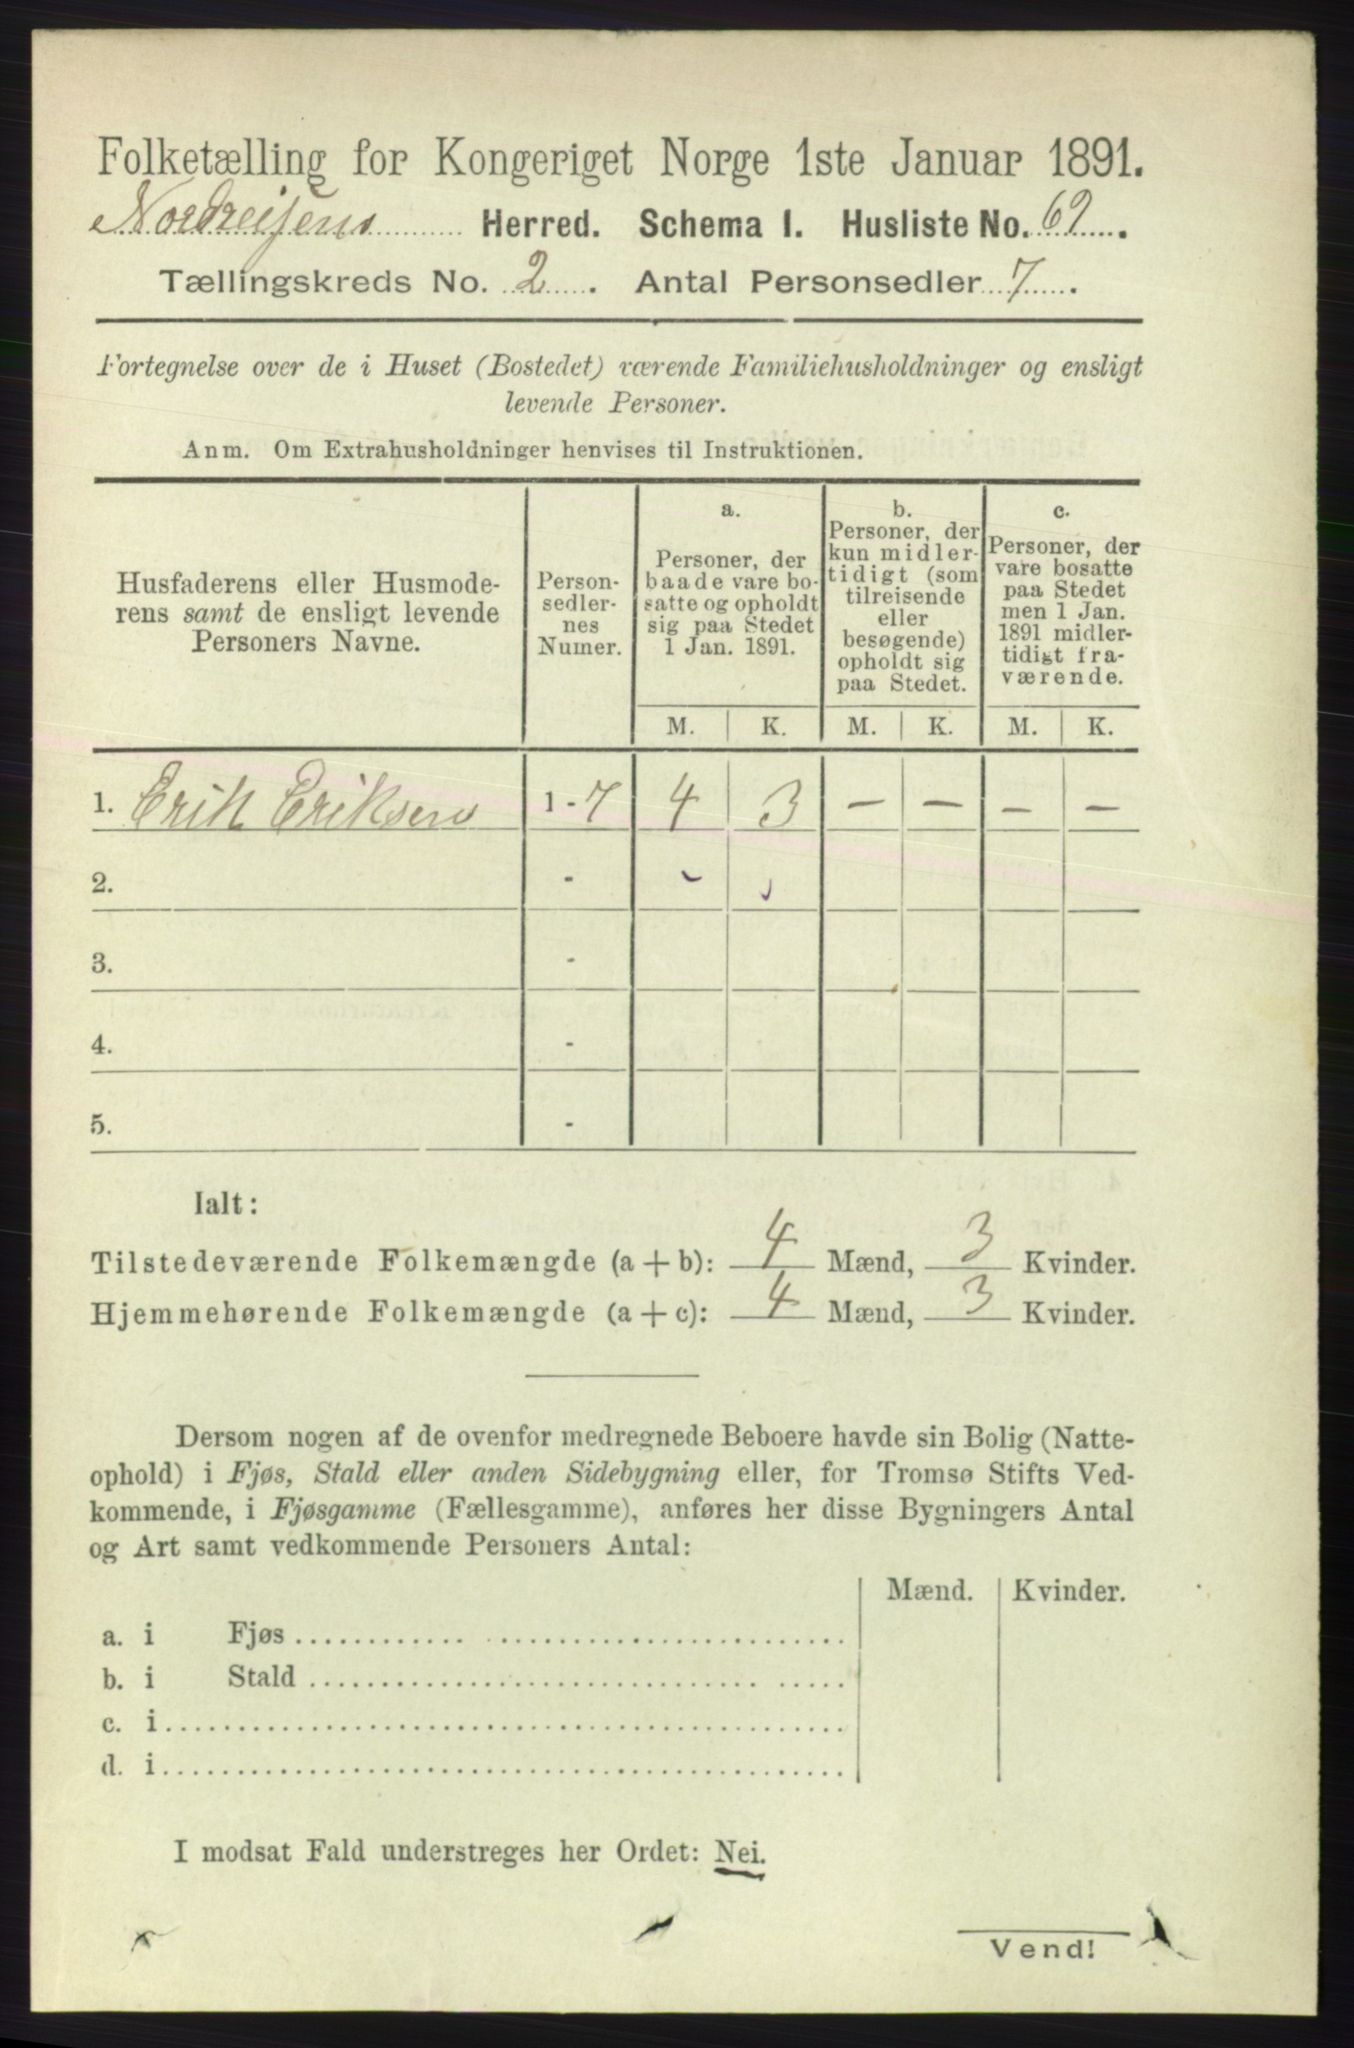 Folketælling for Kongeriget Norge 1ste Januar 1891.
Nordreisens Herred. Schema I. Husliste No. 69.
Tællingskreds No. 2. Antal Personsedler 7.
Fortegnelse over de i Huset (Bostedet) værende Familiehusholdninger og ensligt
levende Personer.
Anm. Om Extrahusholdninger henvises til Instruktionen.
Husfaderens eller Husmode-
rens samt de ensligt levende
Personers Navne.
Person-
sedler-
nes
Numer.
a.
Personer, der
baade vare bo-
satte og opholdt
sig paa Stedet
1 Jan. 1891.
b.
Personer, der
kun midler-
tidigt (som
tilreisende
eller
besøgende)
opholdt sig
paa Stedet.
c.
Personer, der
vare bosatte
paa Stedet
men 1 Jan.
1891 midler-
tidigt fra-
værende.
M. K. M. K. M. K.
1. Erik Eriksen 1 - 7 4 3 — — — —
2. -
3. -
4. -
5. -
Ialt:
Tilstedeværende Folkemængde (a + b): 4 Mænd, 3 Kvinder.
Hjemmehørende Folkemængde (a + c): 4 Mænd, 3 Kvinder.
Dersom nogen af de ovenfor medregnede Beboere havde sin Bolig (Natte-
ophold) i Fjøs, Stald eller anden Sidebygning eller, for Tromsø Stifts Ved-
kommende, i Fjøsgamme (Fællesgamme), anføres her disse Bygningers Antal
og Art samt vedkommende Personers Antal:
Mænd. Kvinder.
a. i Fjøs
b. i Stald
c. i
d. i
I modsat Fald understreges her Ordet: Nei.
Vend!